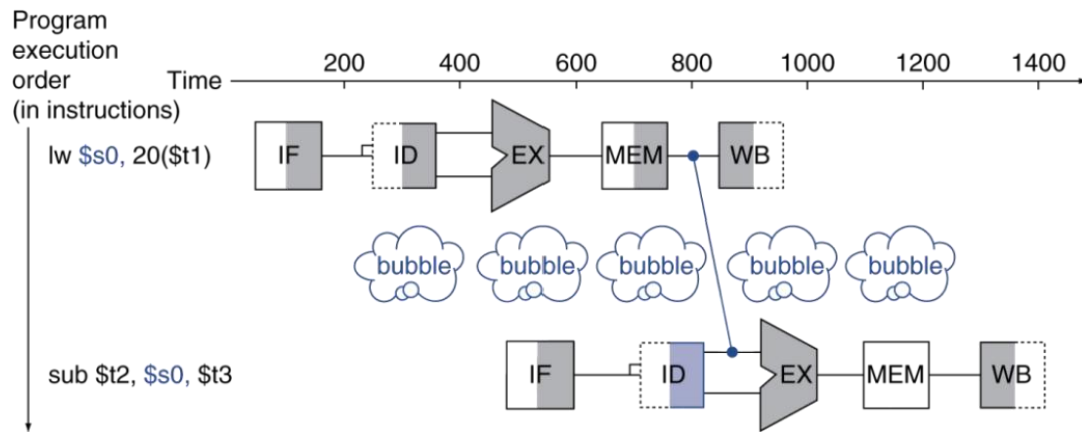 Program
execution
order
(in instructions)
Time
200 400 600 800 1000 1200 1400
lw $s0, 20($t1)
IF ID EX MEM WB
bubble bubble bubble bubble bubble
sub $t2, $s0, $t3
IF ID EX MEM WB